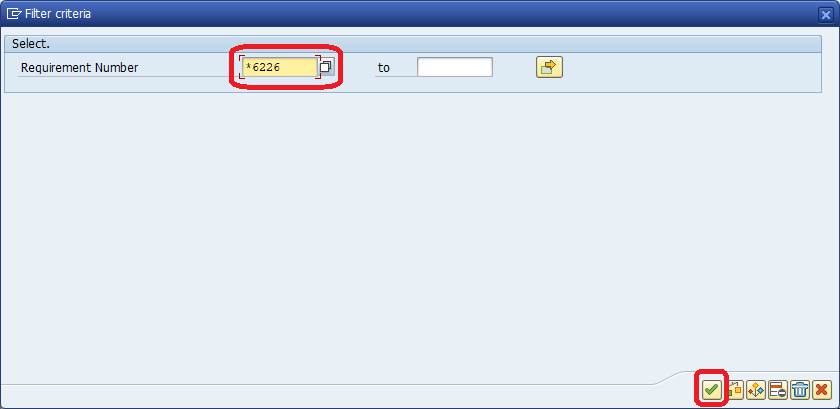 Filter criteria
Select.
Requirement Number *6226 to